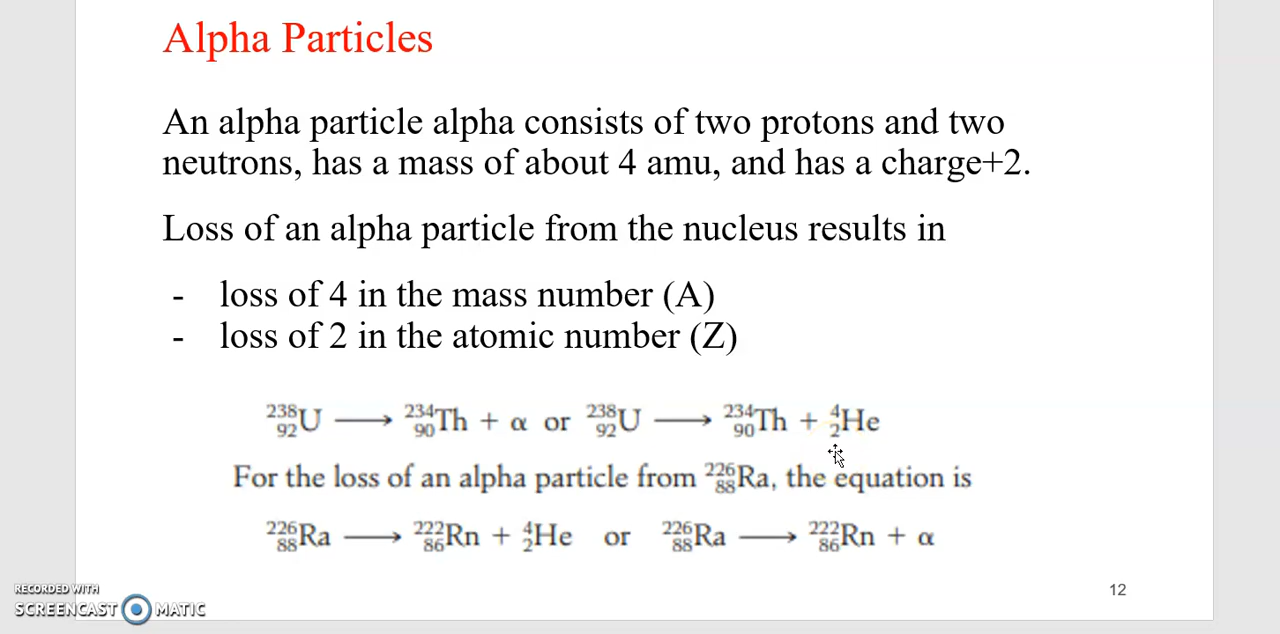 Alpha Particles
An alpha particle alpha consists of two protons and two
neutrons, has a mass of about 4 amu, and has a charge+2.
Loss of an alpha particle from the nucleus results in
- loss of 4 in the mass number (A)
- loss of 2 in the atomic number (Z)
²³⁸₉₂U ⟶ ²³⁴₉₀Th + α or ²³⁸₉₂U ⟶ ²³⁴₉₀Th + ⁴₂He
For the loss of an alpha particle from ²²⁶₈₈Ra, the equation is
²²⁶₈₈Ra ⟶ ²²²₈₆Rn + ⁴₂He or ²²⁶₈₈Ra ⟶ ²²²₈₆Rn + α
12
RECORDED WITH
SCREENCAST MATIC